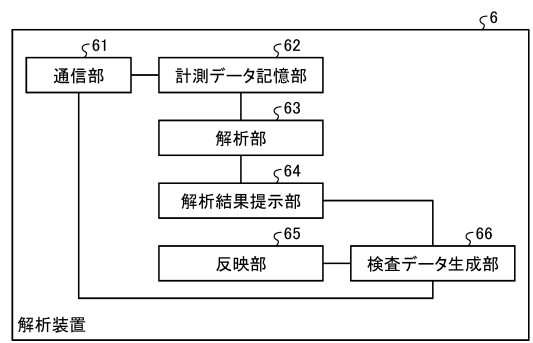 6
61
通信部
62
計測データ記憶部
63
解析部
64
解析結果提示部
65
反映部
66
検査データ生成部
解析装置